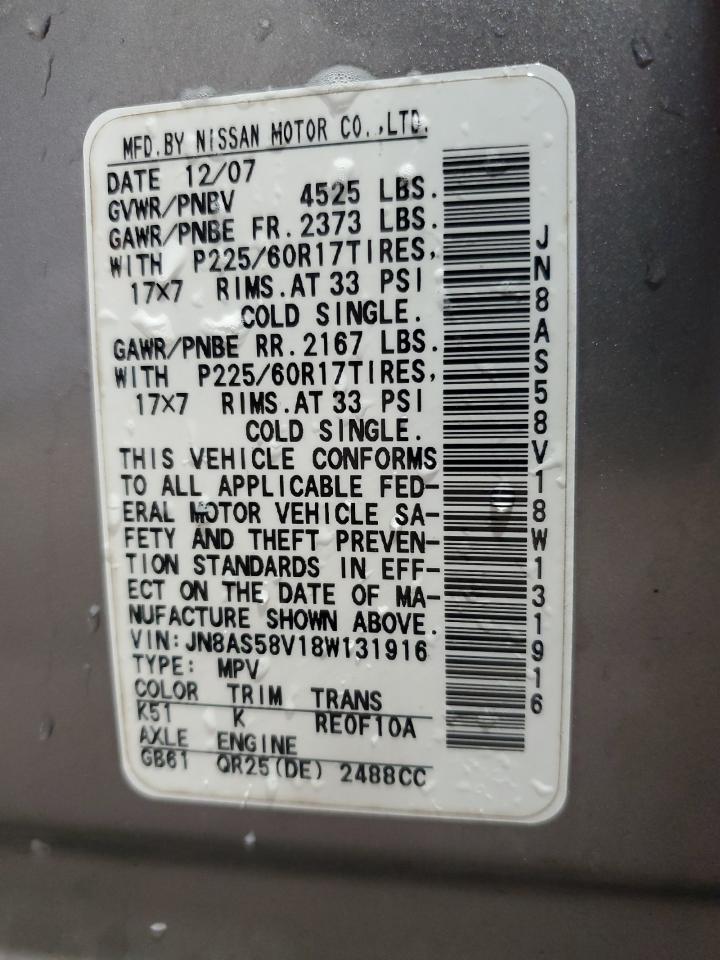 MFD.BY NISSAN MOTOR CO.,LTD.
DATE 12/07
GVWR/PNBV 4525 LBS.
GAWR/PNBE FR.2373 LBS.
WITH P225/60R17TIRES,
17×7 RIMS.AT 33 PSI
COLD SINGLE.
GAWR/PNBE RR.2167 LBS.
WITH P225/60R17TIRES,
17×7 RIMS.AT 33 PSI
COLD SINGLE.
THIS VEHICLE CONFORMS
TO ALL APPLICABLE FED-
ERAL MOTOR VEHICLE SA-
FETY AND THEFT PREVEN-
TION STANDARDS IN EFF-
ECT ON THE DATE OF MA-
NUFACTURE SHOWN ABOVE.
VIN:JN8AS58V18W131916
TYPE: MPV
COLOR TRIM TRANS
K51 K RE0F10A
AXLE ENGINE
GB61 QR25(DE) 2488CC
JN8AS58V18W131916